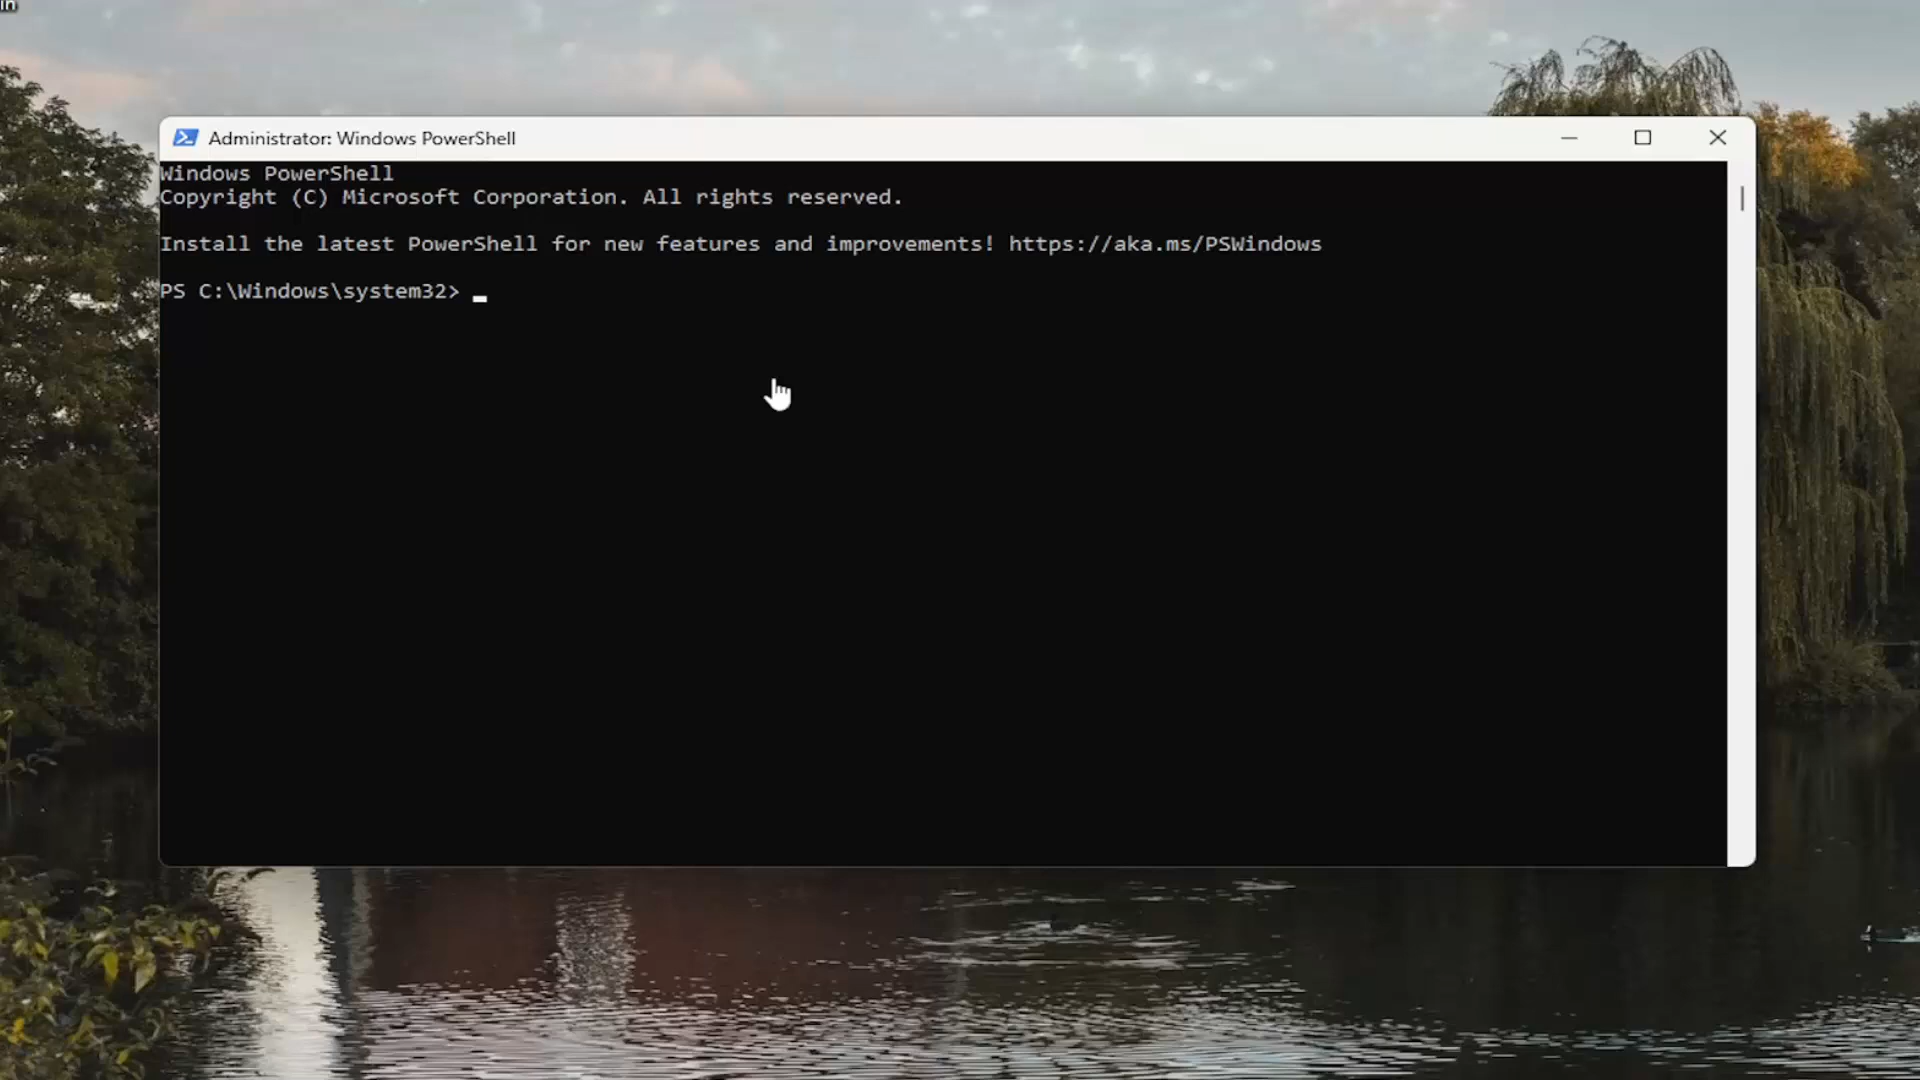 in
Administrator: Windows PowerShell
Windows PowerShell
Copyright (C) Microsoft Corporation. All rights reserved.
Install the latest PowerShell for new features and improvements! https://aka.ms/PSWindows
PS C:\Windows\system32>